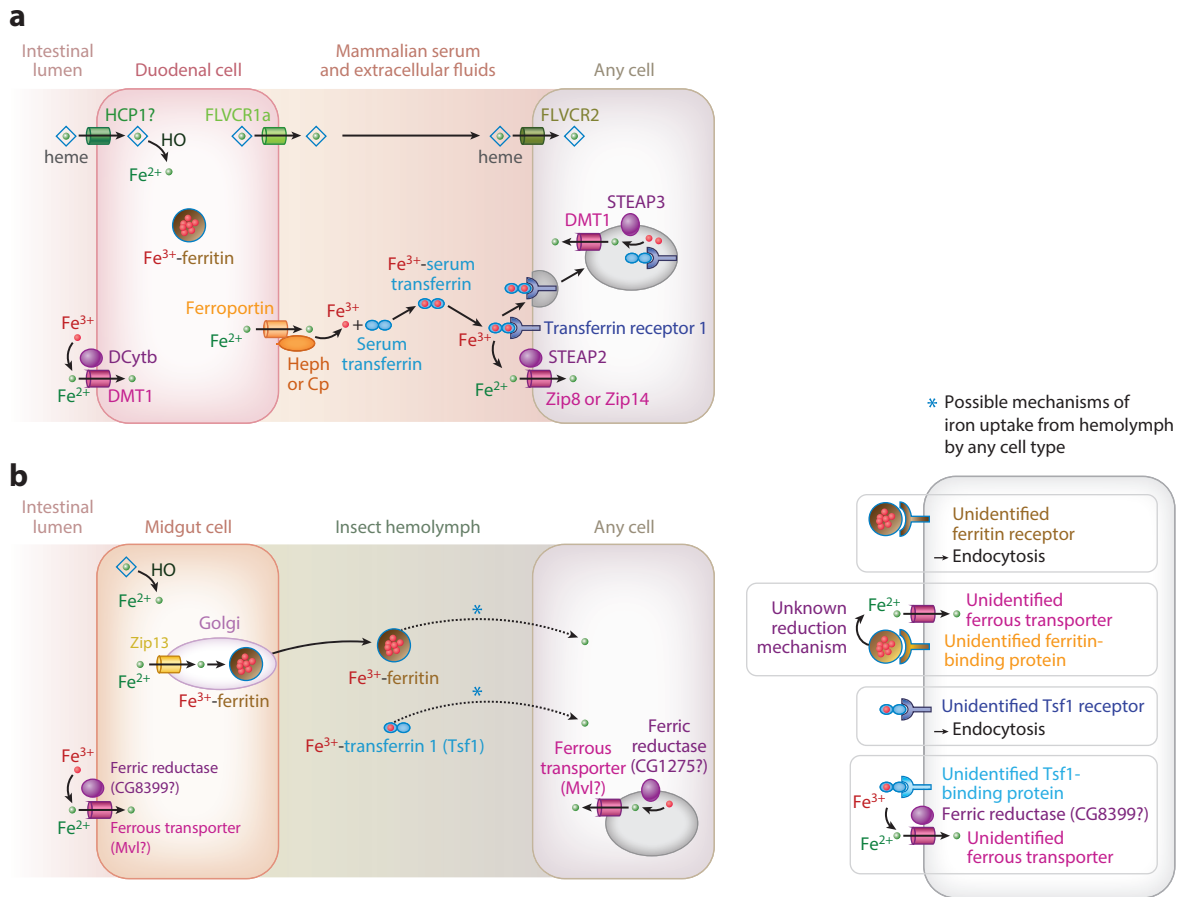 a
Intestinal
lumen
Duodenal cell
Mammalian serum
and extracellular fluids
Any cell
HCP1?
heme
HO
Fe2+
FLVCR1a
heme
FLVCR2
Fe3+-ferritin
STEAP3
DMT1
Fe3+-serum
transferrin
Ferroportin
Fe2+
Fe3+
+
Serum
transferrin
Heph
or Cp
Fe3+
Transferrin receptor 1
STEAP2
Fe2+
Zip8 or Zip14
Fe3+
DCytb
Fe2+
DMT1
b
Intestinal
lumen
Midgut cell
Insect hemolymph
Any cell
HO
Fe2+
Golgi
Zip13
Fe2+
Fe3+-ferritin
*
Fe3+-ferritin
*
Fe3+-transferrin 1 (Tsf1)
Fe3+
Ferric reductase
(CG8399?)
Fe2+
Ferrous transporter
(Mvl?)
Ferrous
transporter
(Mvl?)
Ferric
reductase
(CG1275?)
* Possible mechanisms of
iron uptake from hemolymph
by any cell type
Unidentified
ferritin receptor
→ Endocytosis
Unknown
reduction
mechanism
Fe2+
Unidentified
ferrous transporter
Unidentified ferritin-
binding protein
Unidentified Tsf1 receptor
→ Endocytosis
Unidentified Tsf1-
binding protein
Fe3+
Ferric reductase (CG8399?)
Fe2+
Unidentified
ferrous transporter